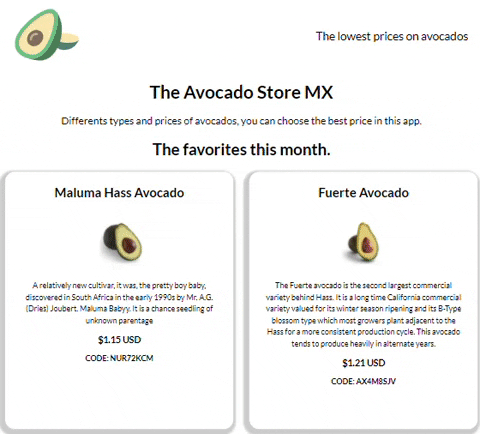 The lowest prices on avocados
The Avocado Store MX
Differents types and prices of avocados, you can choose the best price in this app.
The favorites this month.
Maluma Hass Avocado
A relatively new cultivar, it was, the pretty boy baby,
discovered in South Africa in the early 1990s by Mr. A.G.
(Dries) Joubert. Maluma Babyy. It is a chance seedling of
unknown parentage
$1.15 USD
CODE: NUR72KCM
Fuerte Avocado
The Fuerte avocado is the second largest commercial
variety behind Hass. It is a long time California commercial
variety valued for its winter season ripening and its B-Type
blossom type which most growers plant adjacent to the
Hass for a more consistent production cycle. This avocado
tends to produce heavily in alternate years.
$1.21 USD
CODE: AX4M8SJV